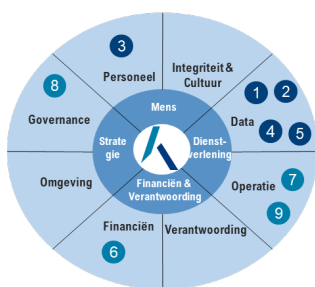 3
Personeel
Integriteit &
Cultuur
8
Governance
1
2
Data
4
5
Mens
Strate
gie
Dienst-
verlening
Financiën &
Verantwoording
Omgeving
Operatie
7
9
Financiën
6
Verantwoording